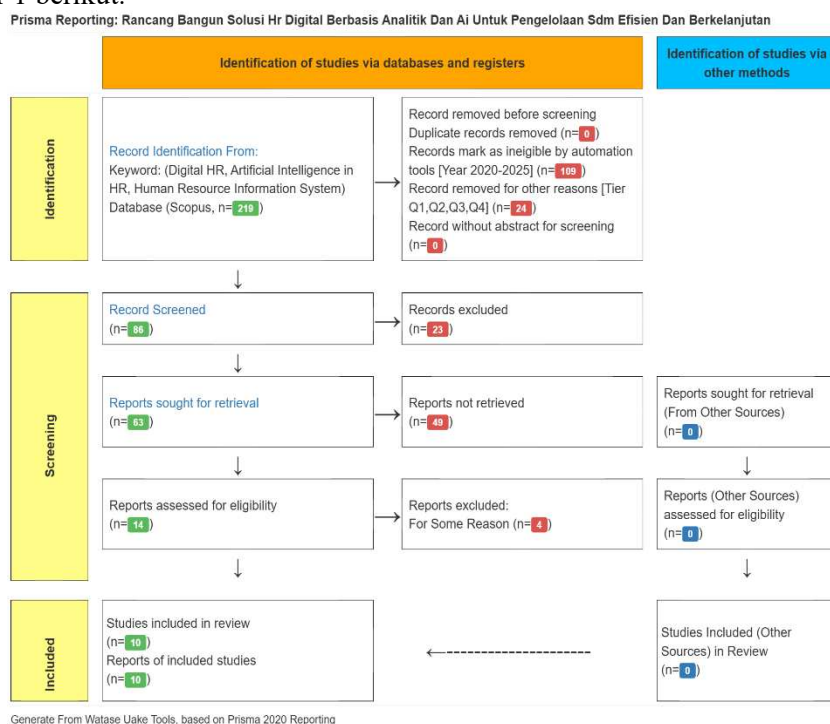 berikut:
Prisma Reporting: Rancang Bangun Solusi Hr Digital Berbasis Analitik Dan Ai Untuk Pengelolaan Sdm Efisien Dan Berkelanjutan
Identification of studies via databases and registers
Identification of studies via
other methods
Identification
Record Identification From:
Keyword: (Digital HR, Artificial Intelligence in
HR, Human Resource Information System)
Database (Scopus, n= 219 )
Record removed before screening
Duplicate records removed (n= 0 )
Records mark as ineigible by automation
tools [Year 2020-2025] (n= 109 )
Record removed for other reasons [Tier
Q1,Q2,Q3,Q4] (n= 24 )
Record without abstract for screening
(n= 0 )
Screening
Record Screened
(n= 86 )
Records excluded
(n= 23 )
Reports sought for retrieval
(n= 63 )
Reports not retrieved
(n= 49 )
Reports sought for retrieval
(From Other Sources)
(n= 0 )
Reports assessed for eligibility
(n= 14 )
Reports excluded:
For Some Reason (n= 4 )
Reports (Other Sources)
assessed for eligibility
(n= 0 )
Included
Studies included in review
(n= 10 )
Reports of included studies
(n= 10 )
Studies Included (Other
Sources) in Review
(n= 0 )
Generate From Watase Uake Tools, based on Prisma 2020 Reporting